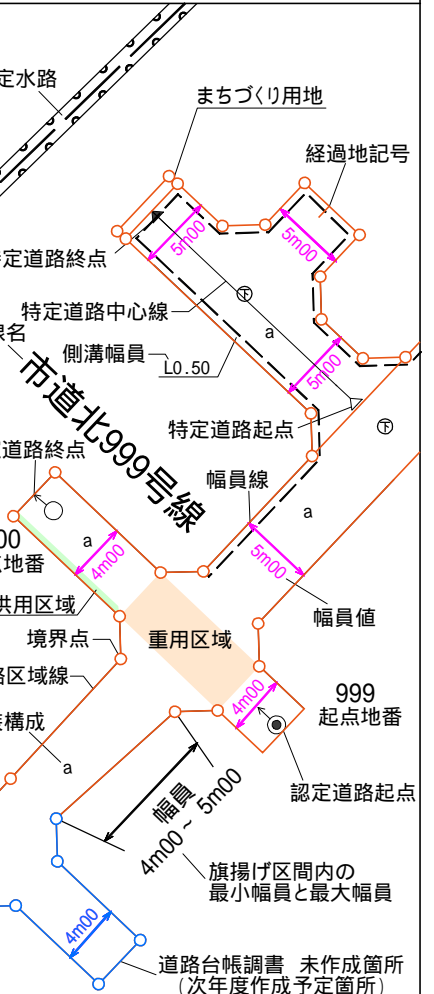 定水路
まちづくり用地
経過地記号
5m00
5m00
定道路終点
下
特定道路中心線
a
線名
側溝幅員
L0.50
5m00
市道北999号線
特定道路起点
下
道路終点
幅員線
a
a
00
4m00
5m00
地番
共用区域
幅員値
境界点
重用区域
区域線
4m00
999
起点地番
構成
a
認定道路起点
幅員
4m00~5m00
旗揚げ区間内の
最小幅員と最大幅員
4m00
道路台帳調書 未作成箇所
(次年度作成予定箇所)